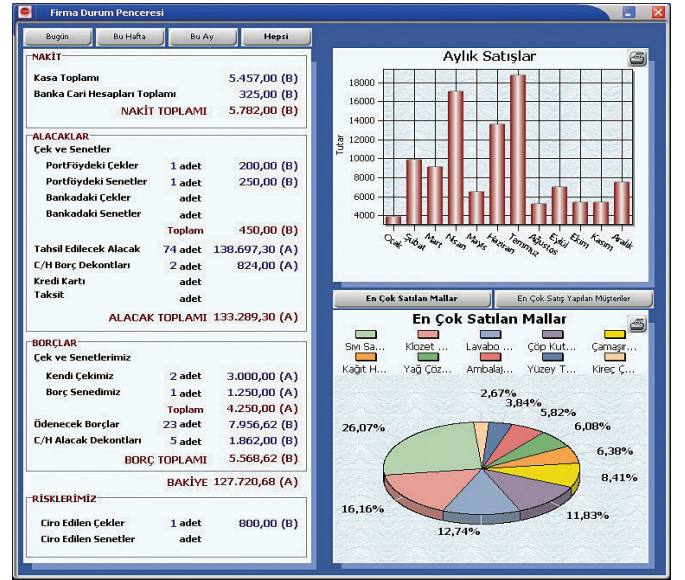 Firma Durum Penceresi
Bugün Bu Hafta Bu Ay Hepsi
NAKİT
Kasa Toplamı 5.457,00 (B)
Banka Cari Hesapları Toplamı 325,00 (B)
NAKİT TOPLAMI 5.782,00 (B)
ALACAKLAR
Çek ve Senetler
PortFöydeki Çekler 1 adet 200,00 (B)
Portföydeki Senetler 1 adet 250,00 (B)
Bankadaki Çekler adet
Bankadaki Senetler adet
Toplam 450,00 (B)
Tahsil Edilecek Alacak 74 adet 138.697,30 (A)
C/H Borç Dekontları 2 adet 824,00 (A)
Kredi Kartı adet
Taksit adet
ALACAK TOPLAMI 133.289,30 (A)
BORÇLAR
Çek ve Senetlerimiz
Kendi Çekimiz 2 adet 3.000,00 (A)
Borç Senedimiz 1 adet 1.250,00 (A)
Toplam 4.250,00 (A)
Ödenecek Borçlar 23 adet 7.956,62 (B)
C/H Alacak Dekontları 5 adet 1.862,00 (B)
BORÇ TOPLAMI 5.568,62 (B)
BAKİYE 127.720,68 (A)
RİSKLERİMİZ
Ciro Edilen Çekler 1 adet 800,00 (B)
Ciro Edilen Senetler adet
Aylık Satışlar
Tutar
18000
16000
14000
12000
10000
8000
6000
4000
Ocak Şubat Mart Nisan Mayıs Haziran Temmuz Ağustos Eylül Ekim Kasım Aralık
En Çok Satılan Mallar En Çok Satış Yapılan Müşteriler
En Çok Satılan Mallar
Sıvı Sa... Klozet ... Lavabo ... Çöp Kut... Çamaşır...
Kağıt H... Yağ Çöz... Ambalaj... Yüzey T... Kireç Ç...
2,67%
3,84%
5,82%
6,08%
6,38%
8,41%
11,83%
12,74%
16,16%
26,07%